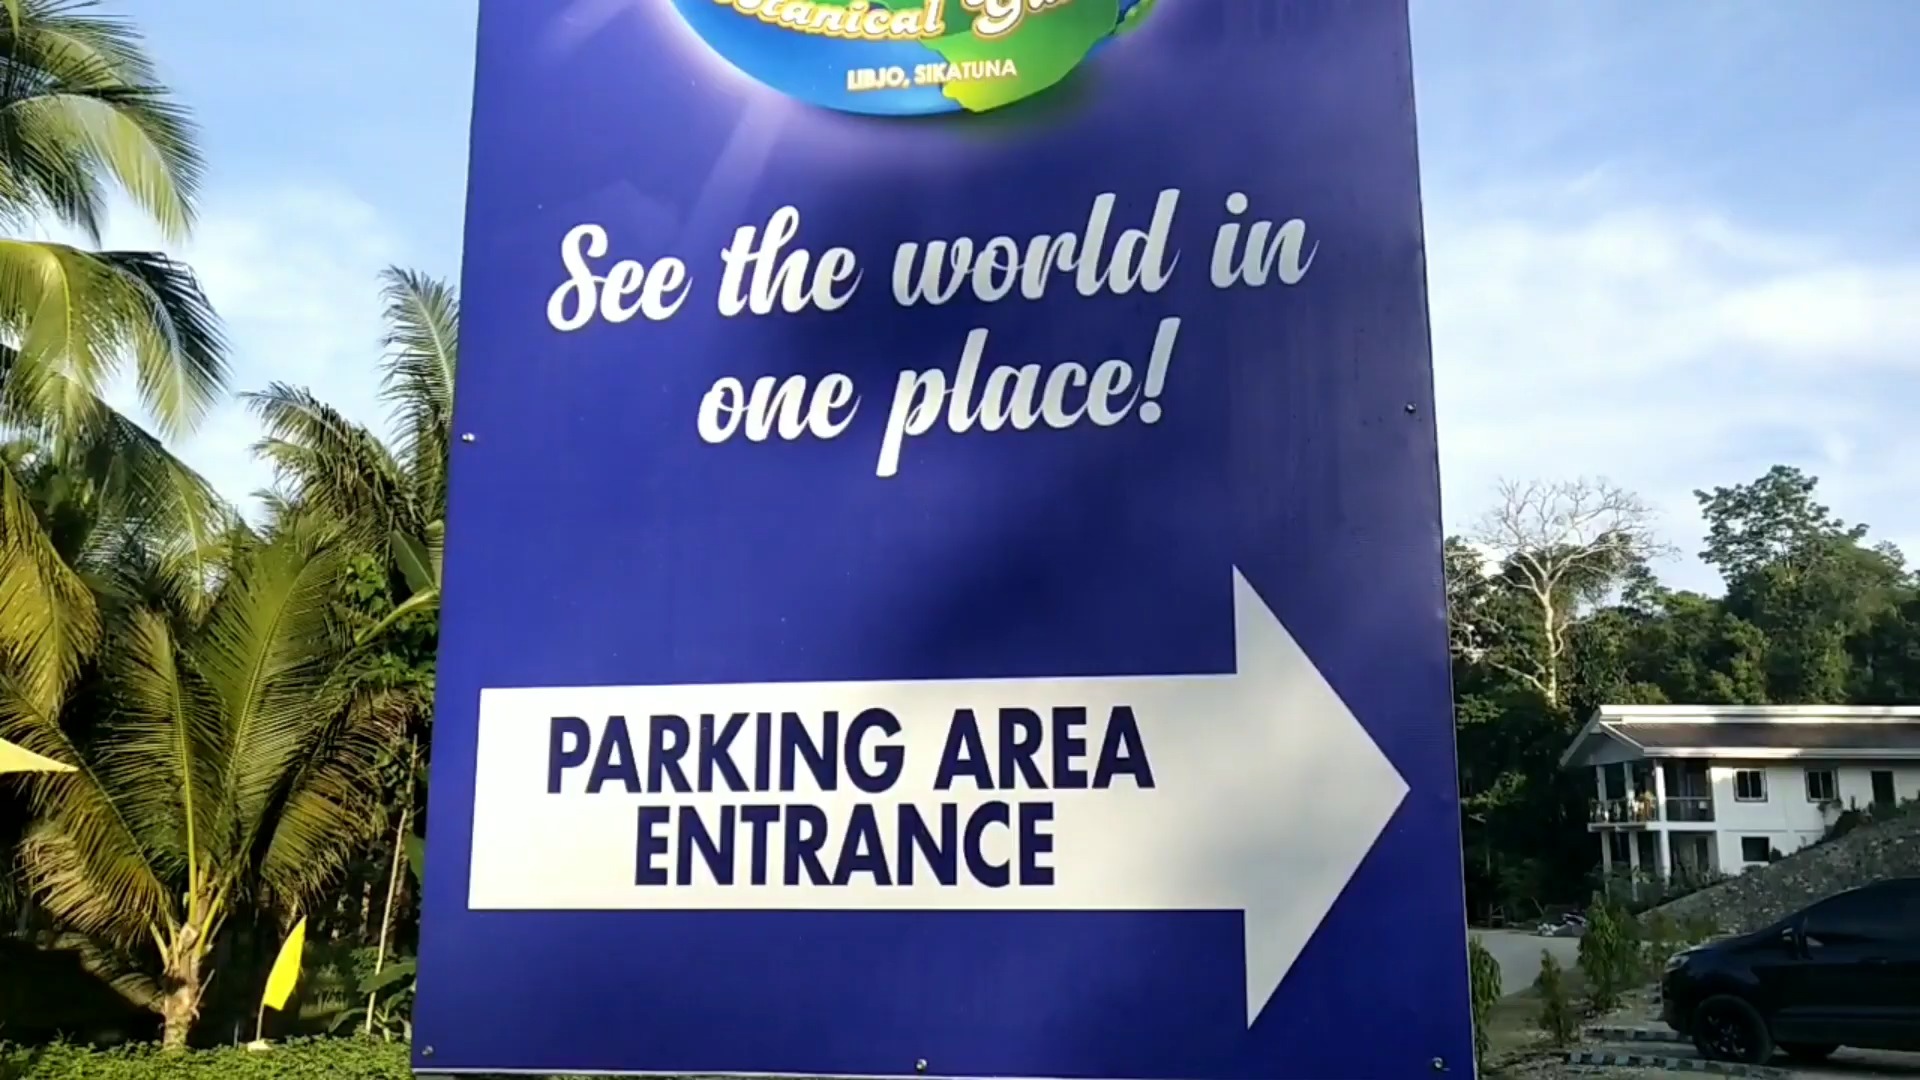 LIBJO, SIKATUNA
See the world in
one place!
PARKING AREA
ENTRANCE